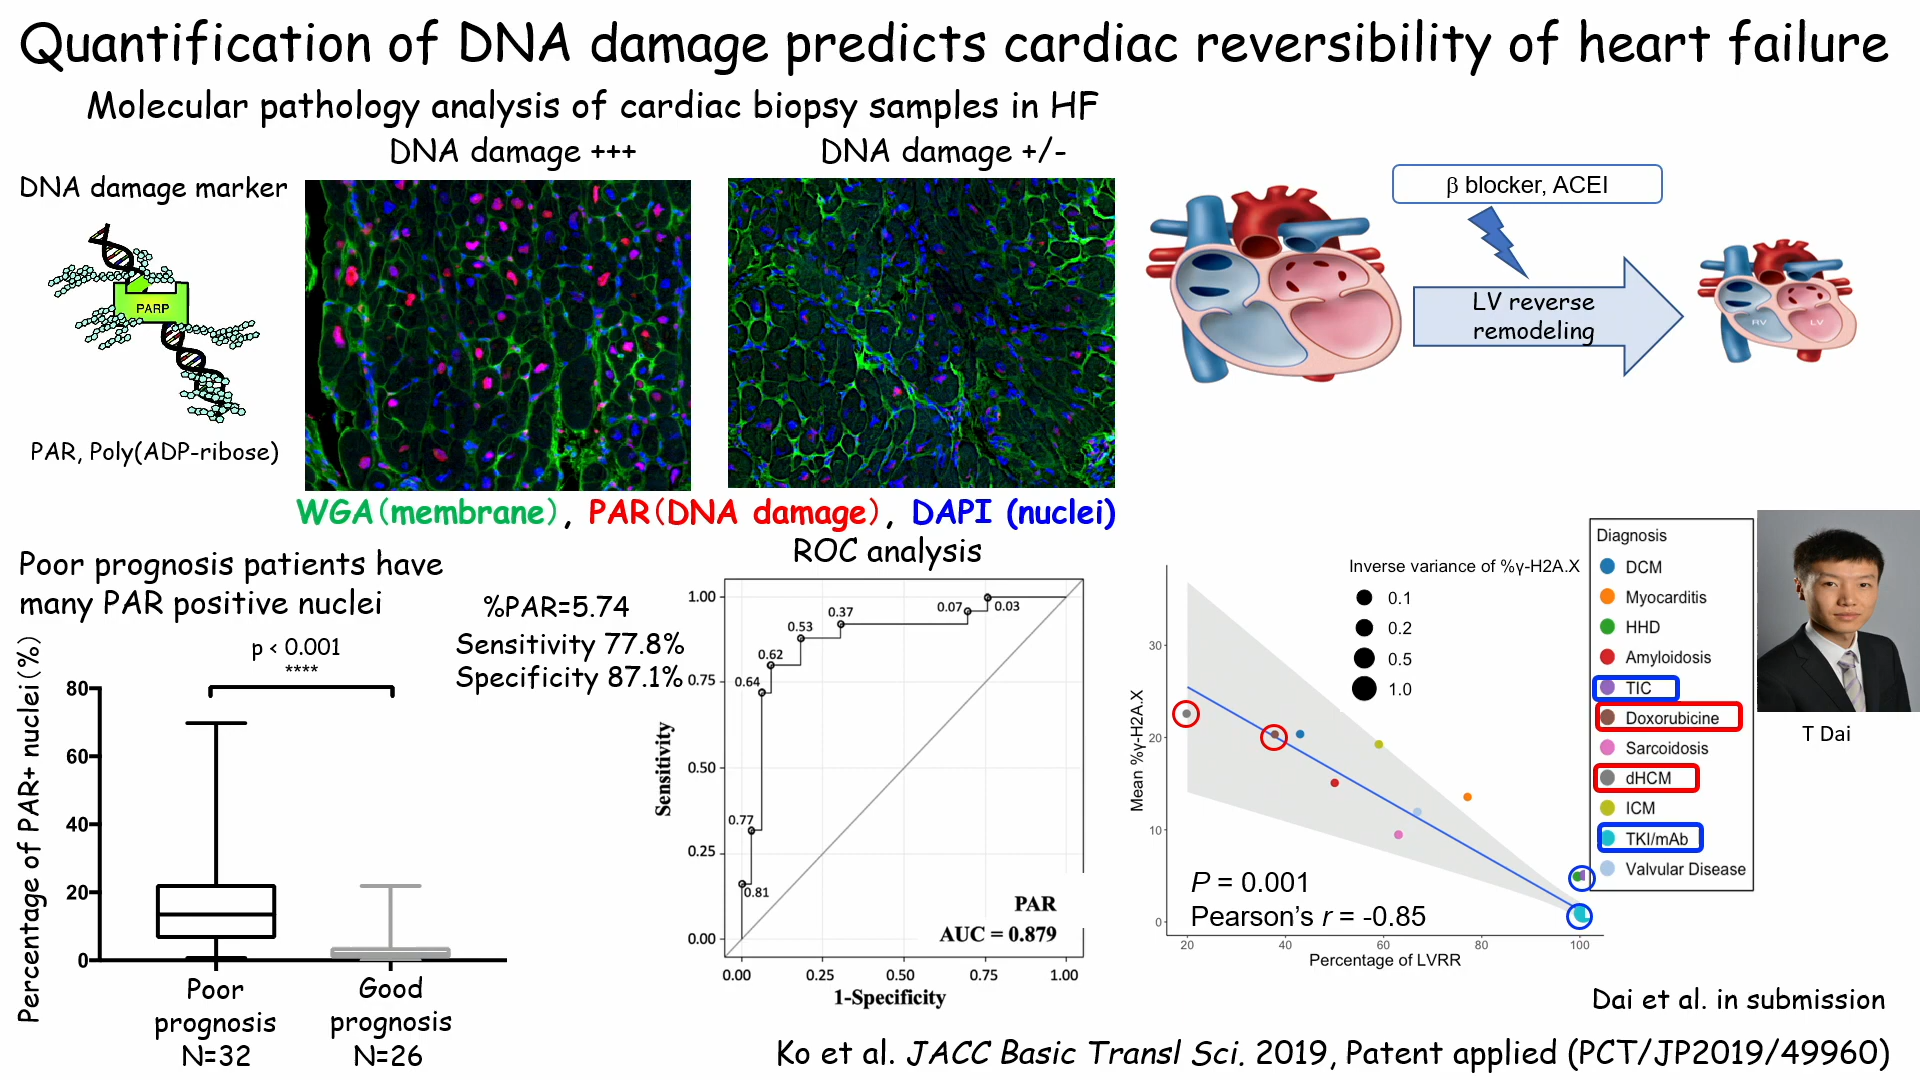 Quantification of DNA damage predicts cardiac reversibility of heart failure
Molecular pathology analysis of cardiac biopsy samples in HF
DNA damage marker
PARP
PAR, Poly(ADP-ribose)
DNA damage +++
DNA damage +/-
WGA(membrane), PAR(DNA damage), DAPI (nuclei)
β blocker, ACEI
LV reverse
remodeling
RV
LV
Poor prognosis patients have
many PAR positive nuclei
p < 0.001
****
Percentage of PAR+ nuclei(%)
80
60
40
20
0
Poor
prognosis
N=32
Good
prognosis
N=26
%PAR=5.74
Sensitivity 77.8%
Specificity 87.1%
ROC analysis
Sensitivity
1.00
0.75
0.50
0.25
0.00
0.03
0.07
0.37
0.53
0.62
0.64
0.77
0.81
PAR
AUC = 0.879
0.00
0.25
0.50
0.75
1.00
1-Specificity
Inverse variance of %γ-H2A.X
0.1
0.2
0.5
1.0
Mean %γ-H2A.X
30
20
10
0
P = 0.001
Pearson's r = -0.85
20
40
60
80
100
Percentage of LVRR
Diagnosis
DCM
Myocarditis
HHD
Amyloidosis
TIC
Doxorubicine
Sarcoidosis
dHCM
ICM
TKI/mAb
Valvular Disease
T Dai
Dai et al. in submission
Ko et al. JACC Basic Transl Sci. 2019, Patent applied (PCT/JP2019/49960)